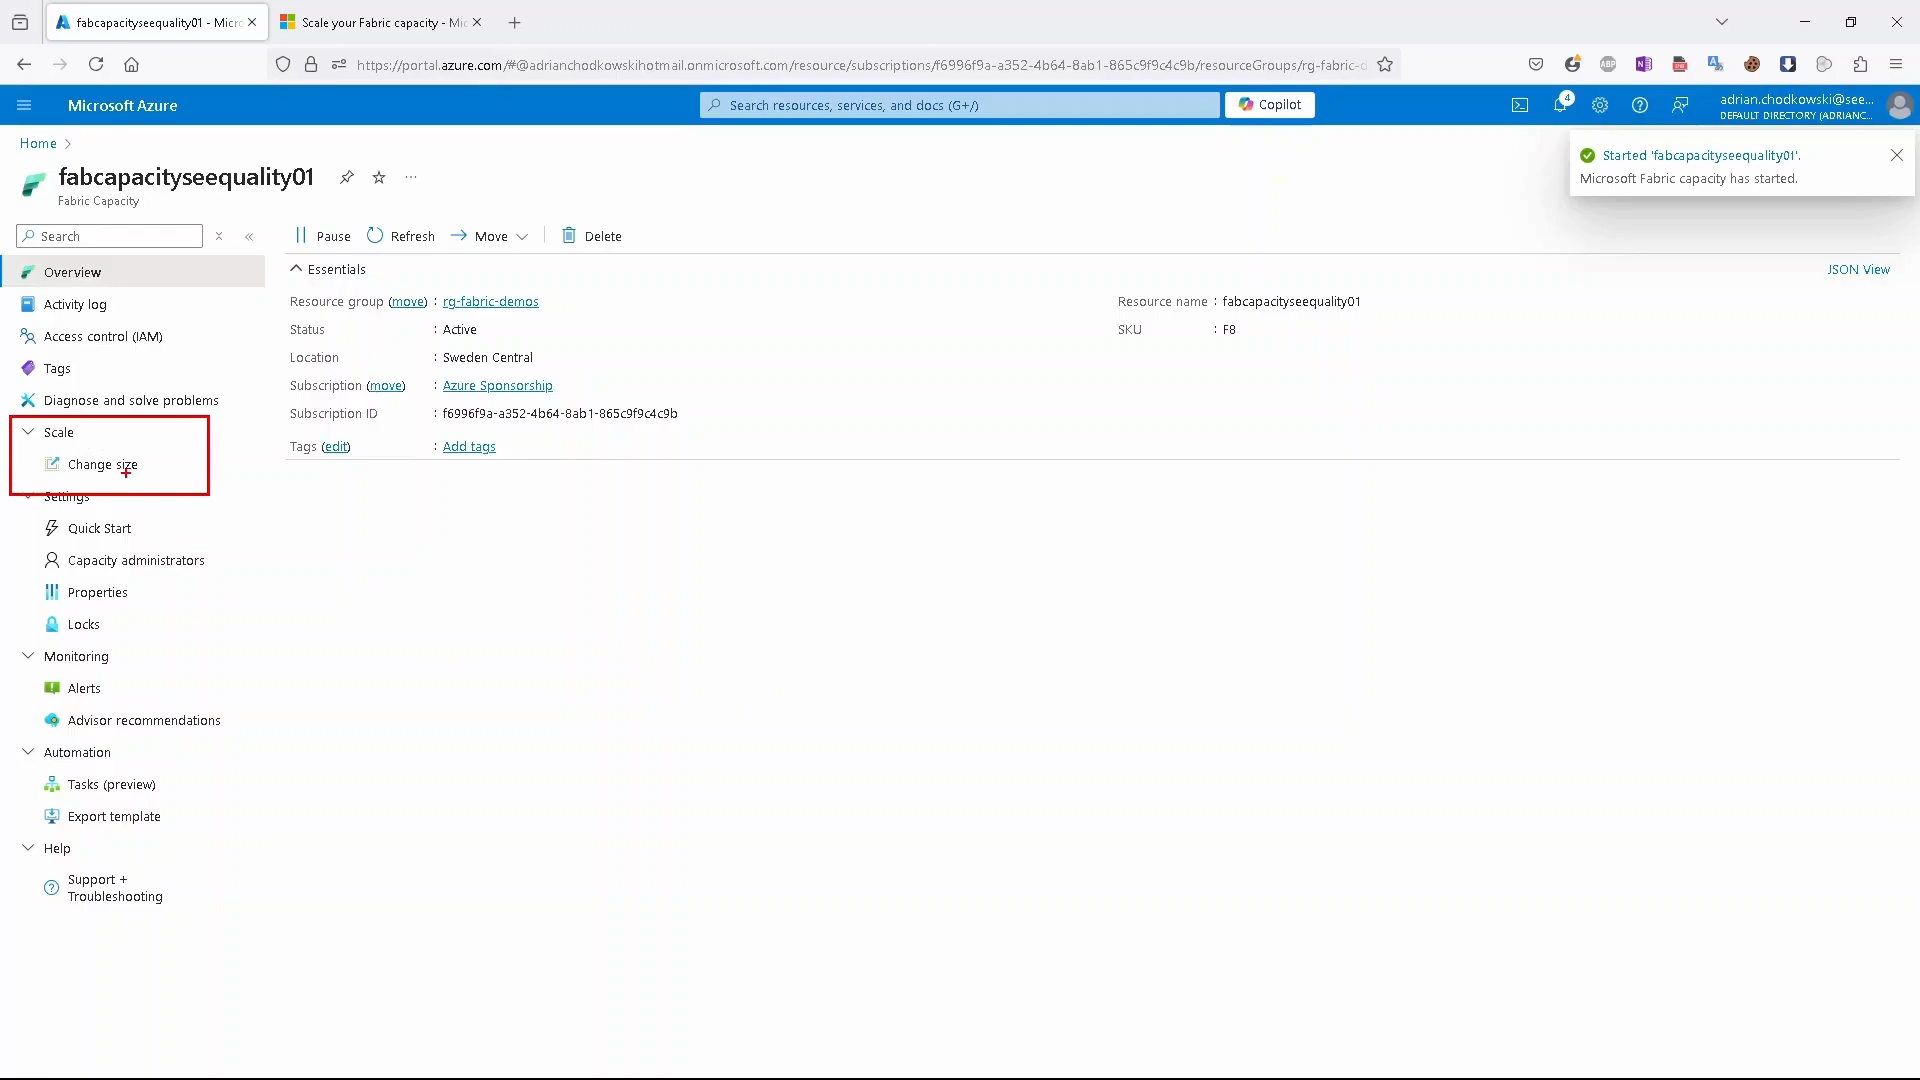 fabcapacityseequality01 - Micro
Scale your Fabric capacity - Mic
https://portal.azure.com/#@adrianchodkowskihotmail.onmicrosoft.com/resource/subscriptions/f6996f9a-a352-4b64-8ab1-865c9f9c4c9b/resourceGroups/rg-fabric-d
ABP
Microsoft Azure
Search resources, services, and docs (G+/)
Copilot
4
adrian.chodkowski@see...
DEFAULT DIRECTORY (ADRIANC...
Home
Started 'fabcapacityseequality01'.
Microsoft Fabric capacity has started.
fabcapacityseequality01
...
Fabric Capacity
Search
Pause
Refresh
Move
Delete
Overview
Activity log
Access control (IAM)
Tags
Diagnose and solve problems
Scale
Change size
Settings
Quick Start
Capacity administrators
Properties
Locks
Monitoring
Alerts
Advisor recommendations
Automation
Tasks (preview)
Export template
Help
Support +
Troubleshooting
Essentials
JSON View
Resource group (move) : rg-fabric-demos
Status : Active
Location : Sweden Central
Subscription (move) : Azure Sponsorship
Subscription ID : f6996f9a-a352-4b64-8ab1-865c9f9c4c9b
Tags (edit) : Add tags
Resource name : fabcapacityseequality01
SKU : F8